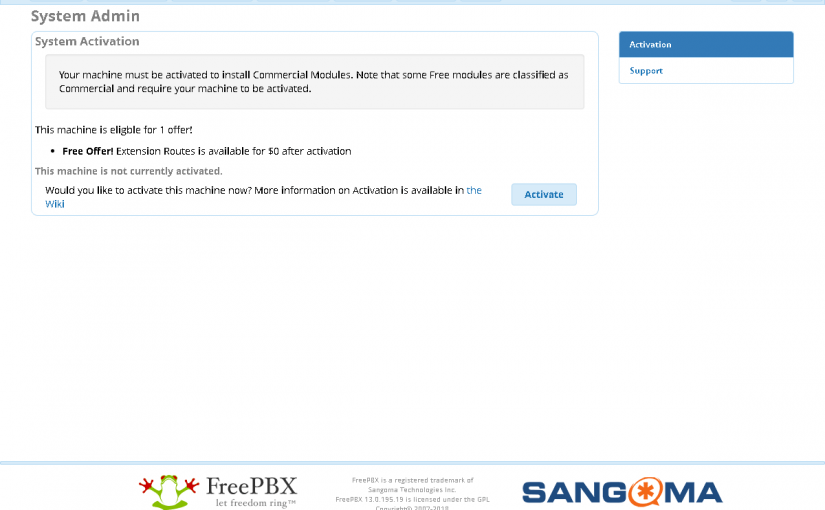 System Admin
System Activation
Your machine must be activated to install Commercial Modules. Note that some Free modules are classified as
Commercial and require your machine to be activated.
This machine is eligble for 1 offer!
Free Offer! Extension Routes is available for $0 after activation
This machine is not currently activated.
Would you like to activate this machine now? More information on Activation is available in the
Wiki
Activate
Activation
Support
FreePBX
let freedom ring™
FreePBX is a registered trademark of
Sangoma Technologies Inc.
FreePBX 13.0.195.19 is licensed under the GPL
Copyright© 2007-2018
SANGOMA